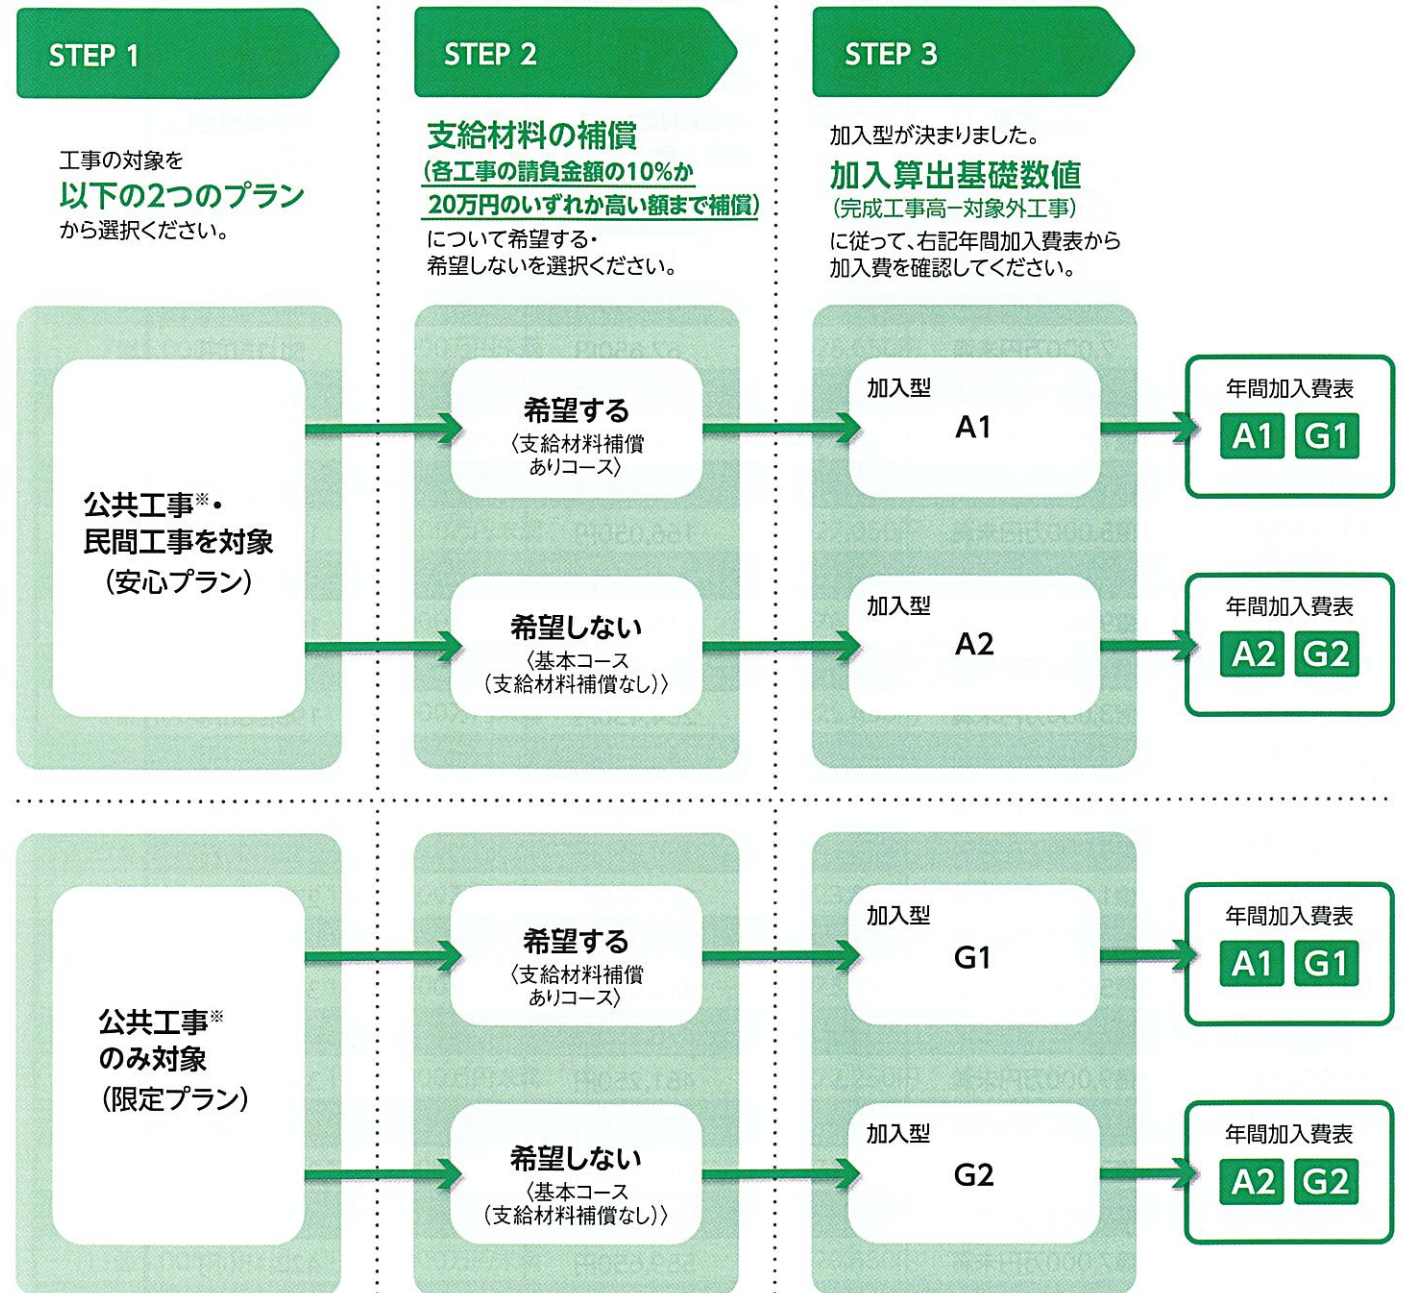 STEP 1
STEP 2
STEP 3
工事の対象を
以下の2つのプラン
から選択ください。
支給材料の補償
(各工事の請負金額の10%か
20万円のいずれか高い額まで補償)
について希望する・
希望しないを選択ください。
加入型が決まりました。
加入算出基礎数値
(完成工事高ー対象外工事)
に従って、右記年間加入費表から
加入費を確認してください。
公共工事※・
民間工事を対象
(安心プラン)
希望する
〈支給材料補償
ありコース〉
加入型
A1
年間加入費表
A1 G1
希望しない
〈基本コース
(支給材料補償なし)〉
加入型
A2
年間加入費表
A2 G2
公共工事※
のみ対象
(限定プラン)
希望する
〈支給材料補償
ありコース〉
加入型
G1
年間加入費表
A1 G1
希望しない
〈基本コース
(支給材料補償なし)〉
加入型
G2
年間加入費表
A2 G2